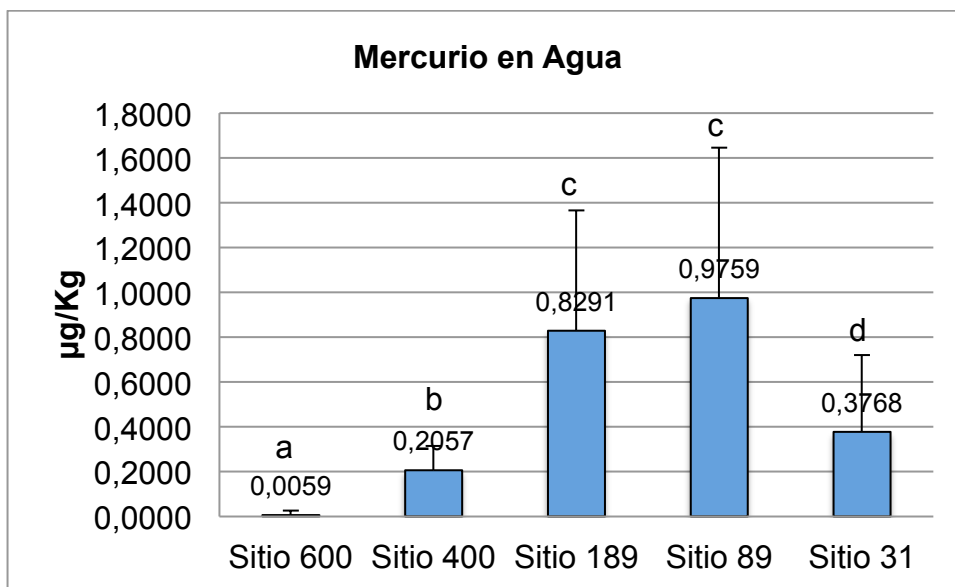 Mercurio en Agua
µg/Kg
1,8000
1,6000
1,4000
1,2000
1,0000
0,8000
0,6000
0,4000
0,2000
0,0000
a
0,0059
b
0,2057
c
0,8291
c
0,9759
d
0,3768
Sitio 600 Sitio 400 Sitio 189 Sitio 89 Sitio 31